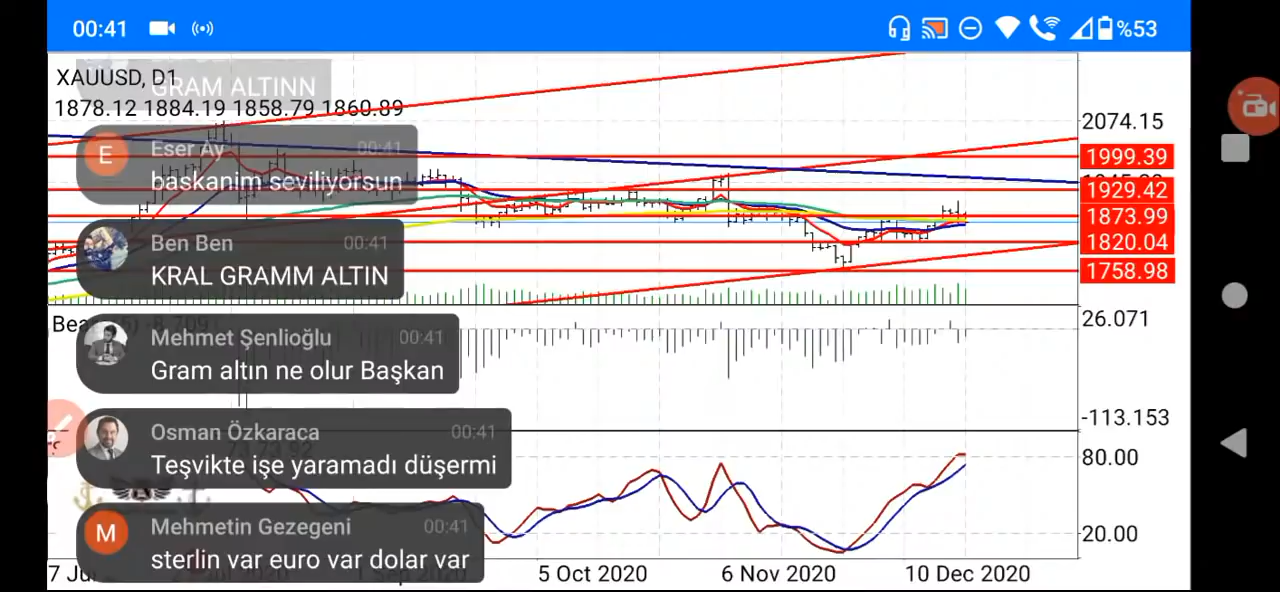 00:41
%53
XAUUSD, D1
GRAM ALTINN
1878.12 1884.19 1858.79 1860.89
2074.15
1999.39
1929.42
1873.99
1820.04
1758.98
Eser Ay 00:41
baskanim seviliyorsun
Ben Ben 00:41
KRAL GRAMM ALTIN
26.071
-113.153
Mehmet Şenlioğlu 00:41
Gram altın ne olur Başkan
Osman Özkaraca 00:41
Teşvikte işe yaramadı düşermi
80.00
20.00
Mehmetin Gezegeni 00:41
sterlin var euro var dolar var
5 Oct 2020 6 Nov 2020 10 Dec 2020